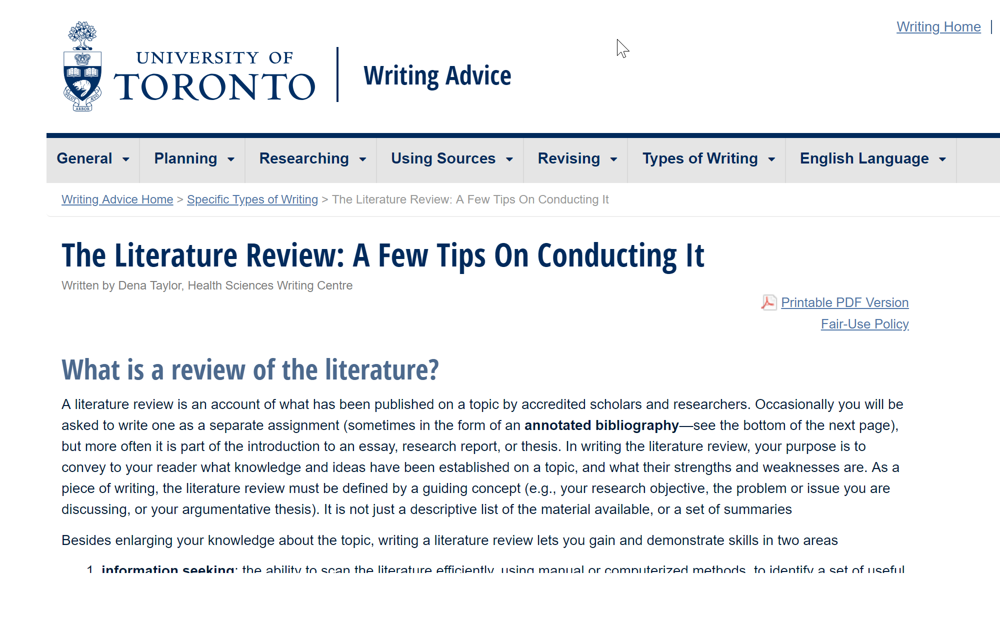 Writing Home |
UNIVERSITY OF
TORONTO
VELUT ARBOR ÆVO
Writing Advice
General Planning Researching Using Sources Revising Types of Writing English Language
Writing Advice Home > Specific Types of Writing > The Literature Review: A Few Tips On Conducting It
The Literature Review: A Few Tips On Conducting It
Written by Dena Taylor, Health Sciences Writing Centre
Printable PDF Version
Fair-Use Policy
What is a review of the literature?
A literature review is an account of what has been published on a topic by accredited scholars and researchers. Occasionally you will be
asked to write one as a separate assignment (sometimes in the form of an annotated bibliography—see the bottom of the next page),
but more often it is part of the introduction to an essay, research report, or thesis. In writing the literature review, your purpose is to
convey to your reader what knowledge and ideas have been established on a topic, and what their strengths and weaknesses are. As a
piece of writing, the literature review must be defined by a guiding concept (e.g., your research objective, the problem or issue you are
discussing, or your argumentative thesis). It is not just a descriptive list of the material available, or a set of summaries
Besides enlarging your knowledge about the topic, writing a literature review lets you gain and demonstrate skills in two areas
1. information seeking: the ability to scan the literature efficiently, using manual or computerized methods, to identify a set of useful